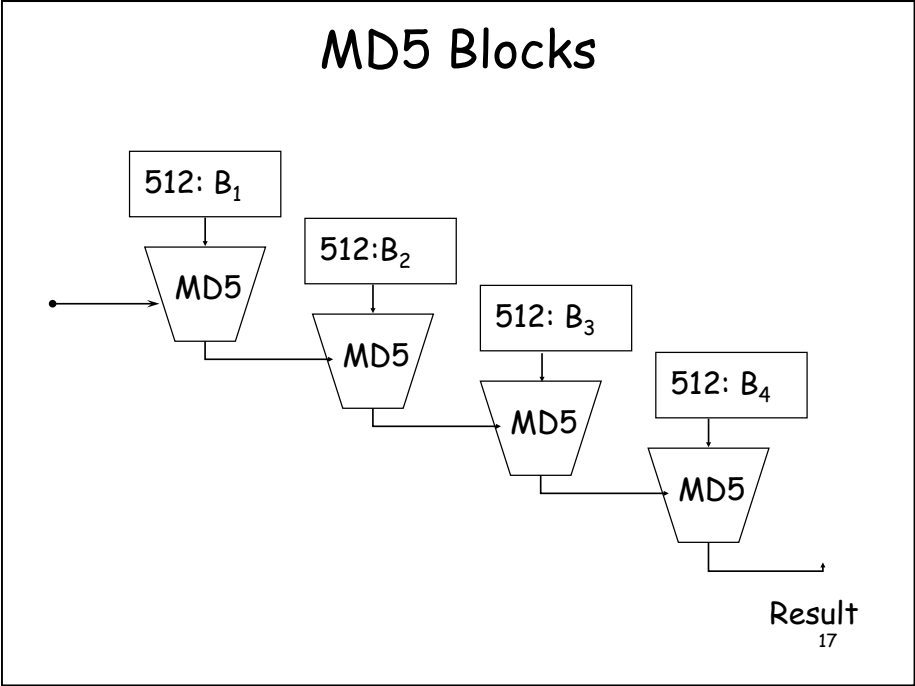 MD5 Blocks
512: B₁
MD5
512:B₂
MD5
512: B₃
MD5
512: B₄
MD5
Result
17